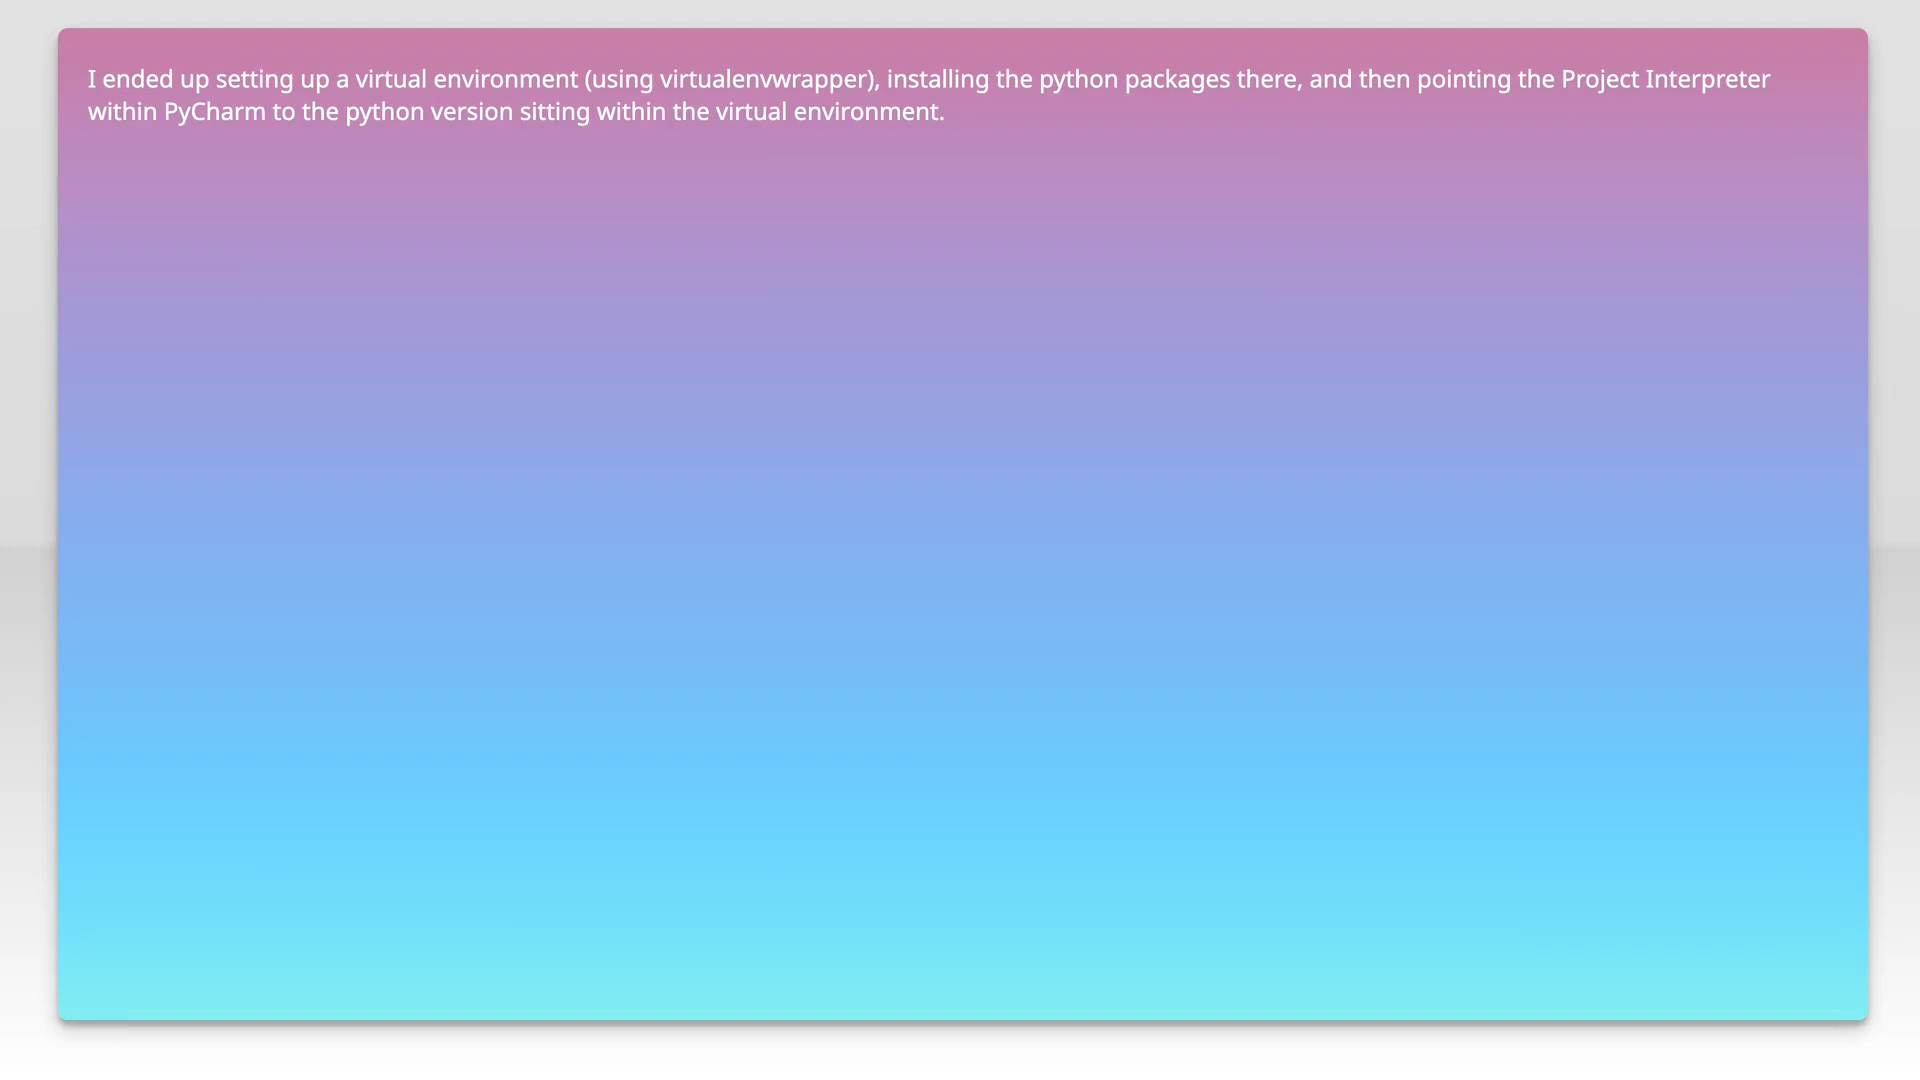 I ended up setting up a virtual environment (using virtualenvwrapper), installing the python packages there, and then pointing the Project Interpreter
within PyCharm to the python version sitting within the virtual environment.